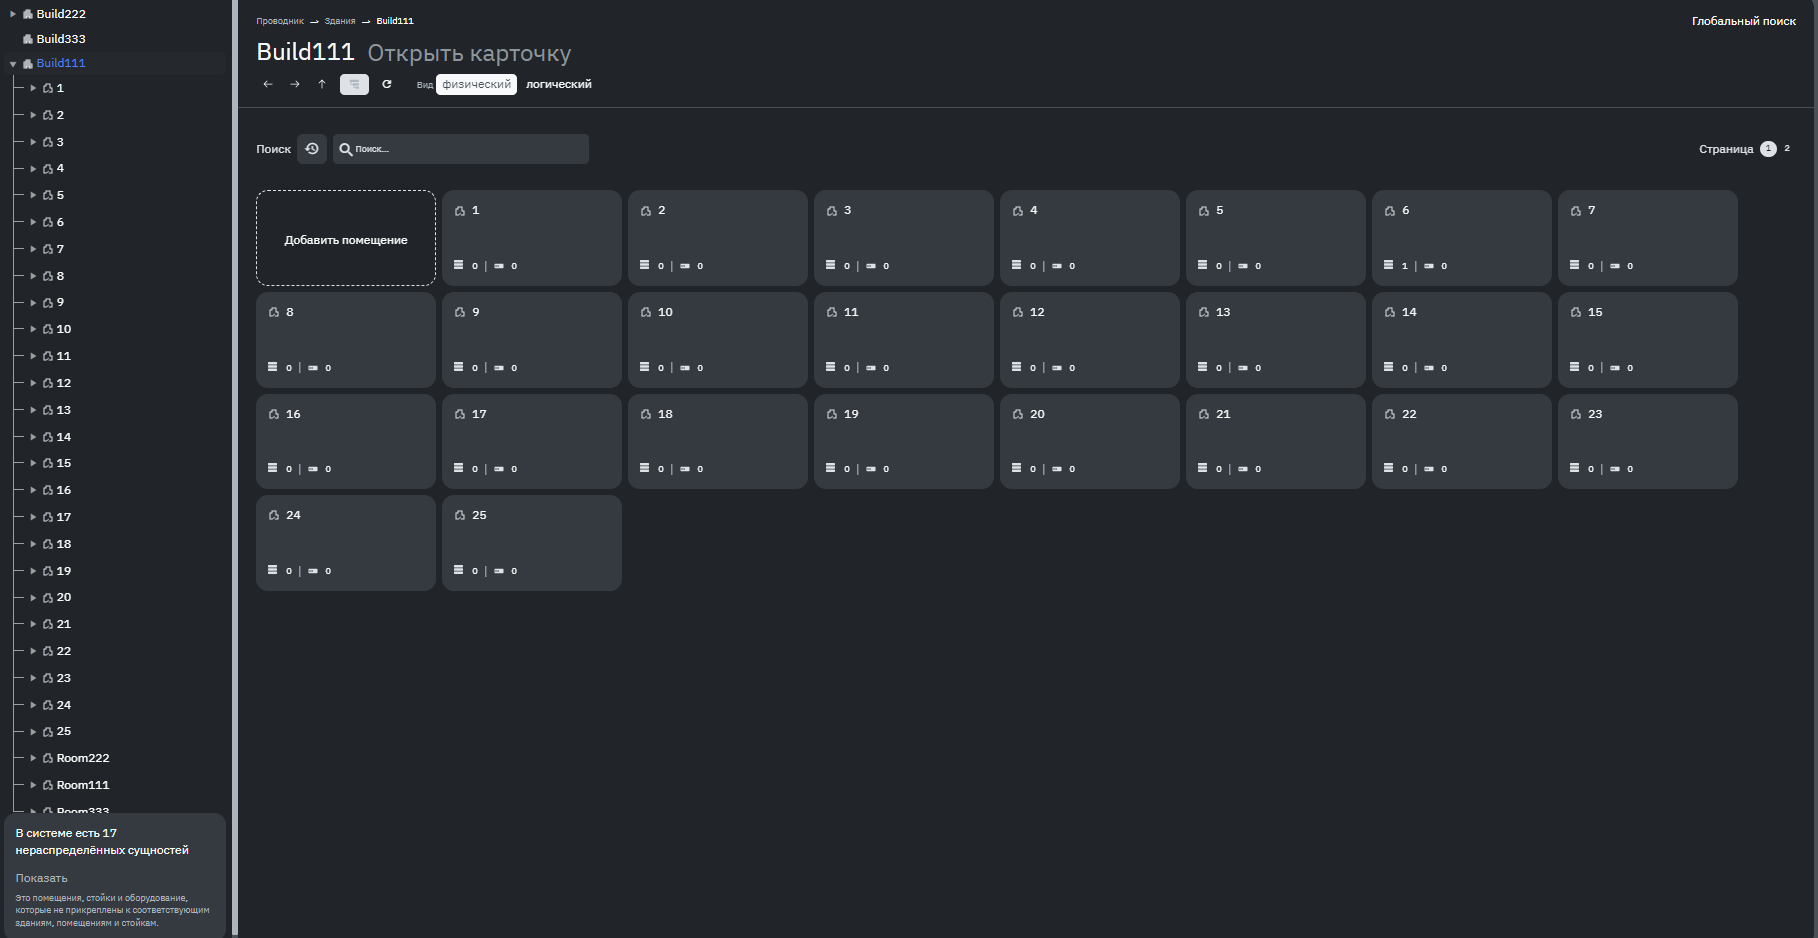 Build222
Build333
Build111
1
2
3
4
5
6
7
8
9
10
11
12
13
14
15
16
17
18
19
20
21
22
23
24
25
Room222
Room111
Room333
В системе есть 17
нераспределённых сущностей
Показать
Это помещения, стойки и оборудование,
которые не прикреплены к соответствующим
зданиям, помещениям и стойкам.
Проводник → Здания → Build111
Глобальный поиск
Build111 Открыть карточку
Вид физический логический
Поиск Поиск...
Страница 1 2
Добавить помещение
1
0 | 0
2
0 | 0
3
0 | 0
4
0 | 0
5
0 | 0
6
1 | 0
7
0 | 0
8
0 | 0
9
0 | 0
10
0 | 0
11
0 | 0
12
0 | 0
13
0 | 0
14
0 | 0
15
0 | 0
16
0 | 0
17
0 | 0
18
0 | 0
19
0 | 0
20
0 | 0
21
0 | 0
22
0 | 0
23
0 | 0
24
0 | 0
25
0 | 0